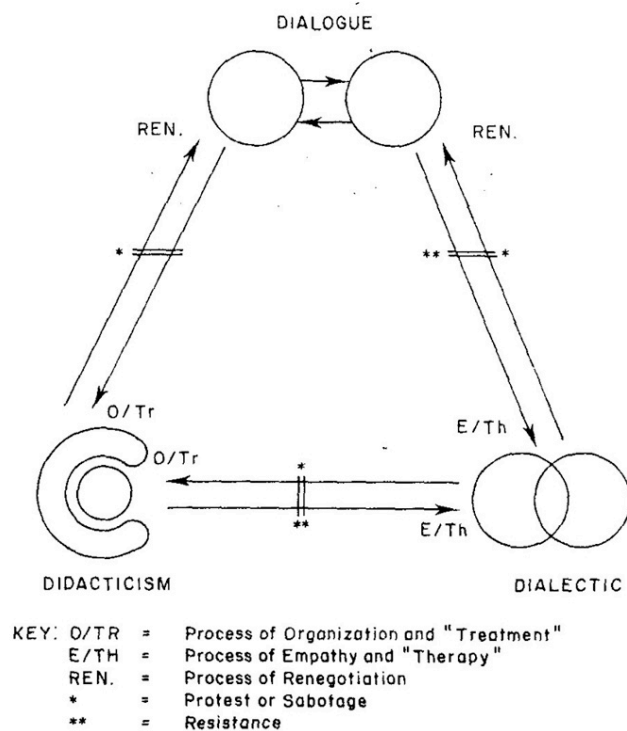 DIALOGUE
REN.
REN.
*
**
*
O/Tr
E/Th
O/Tr
*
**
E/Th
DIDACTICISM
DIALECTIC
KEY: O/TR = Process of Organization and "Treatment"
E/TH = Process of Empathy and "Therapy"
REN. = Process of Renegotiation
* = Protest or Sabotage
** = Resistance